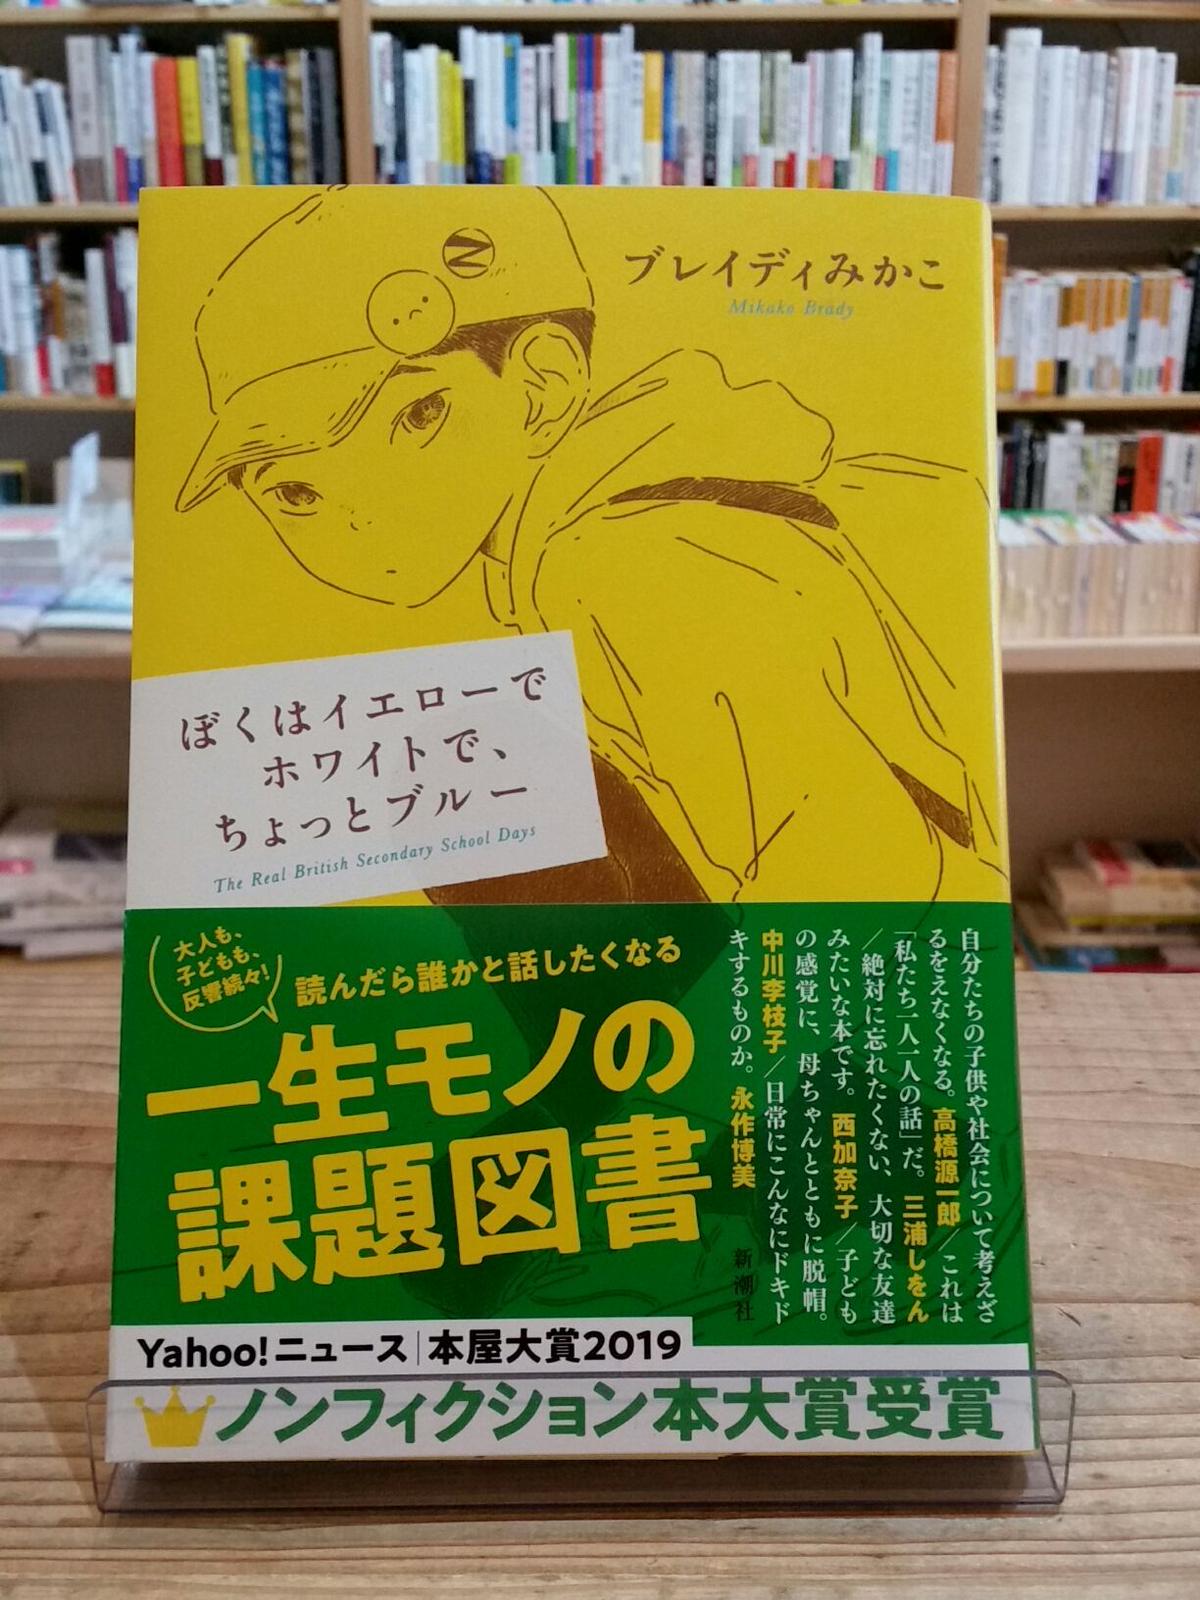 ブレイディみかこ
Mikako Brady
ぼくはイエローで
ホワイトで、
ちょっとブルー
The Real British Secondary School Days
大人も、
子どもも、
反響続々!
読んだら誰かと話したくなる
一生モノの
課題図書
自分たちの子供や社会について考えざ
るをえなくなる。高橋源一郎/これは
「私たち一人一人の話」だ。三浦しをん
/絶対に忘れたくない、大切な友達
みたいな本です。西加奈子/子ども
の感覚に、母ちゃんとともに脱帽。
中川李枝子/日常にこんなにドキド
キするものか。永作博美
新潮社
Yahoo!ニュース|本屋大賞2019
ノンフィクション本大賞受賞